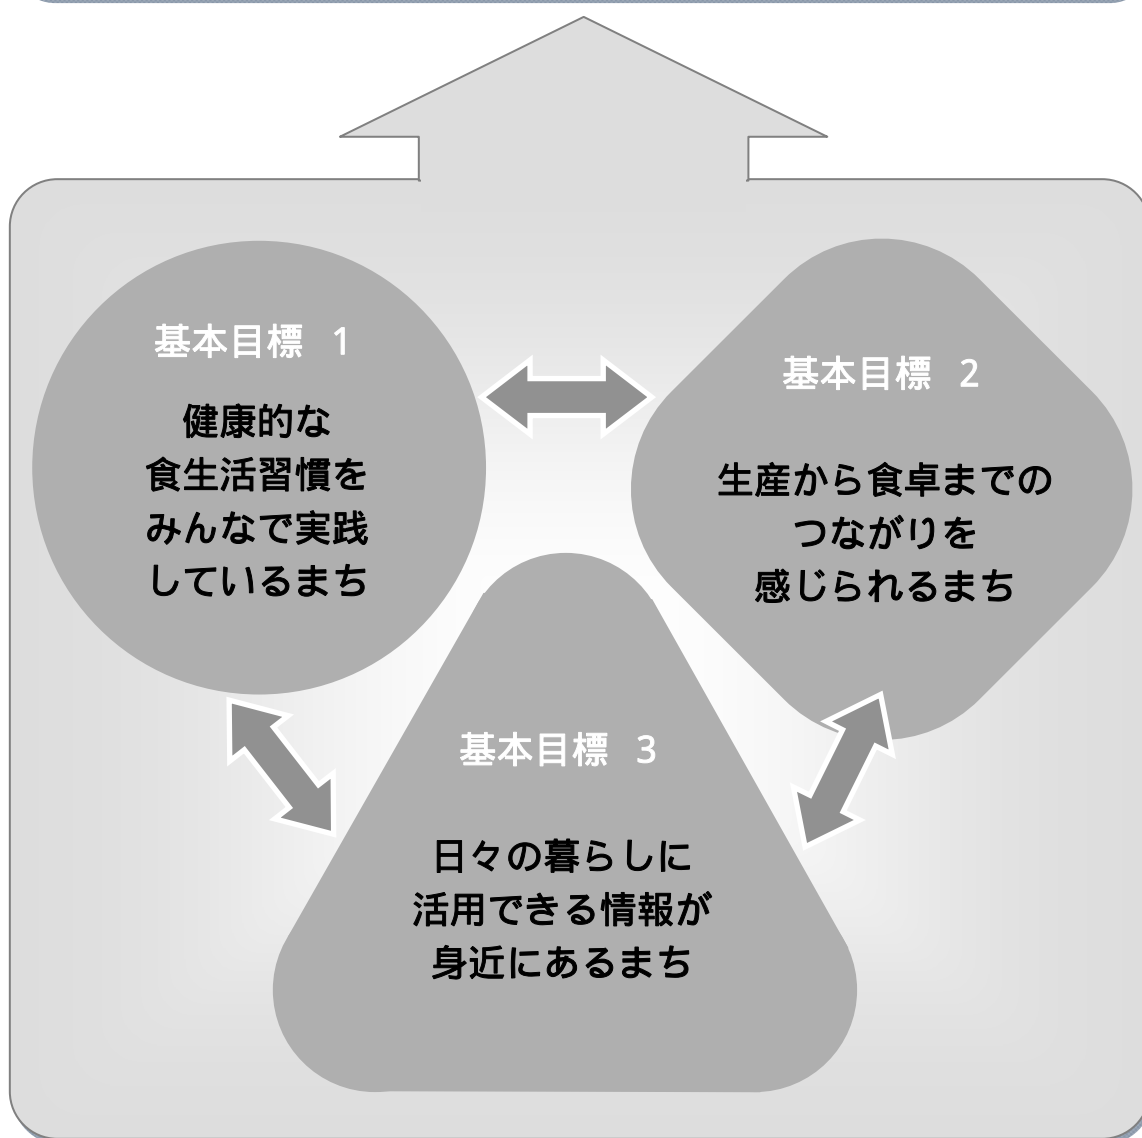 基本目標 1
健康的な
食生活習慣を
みんなで実践
しているまち
基本目標 2
生産から食卓までの
つながりを
感じられるまち
基本目標 3
日々の暮らしに
活用できる情報が
身近にあるまち